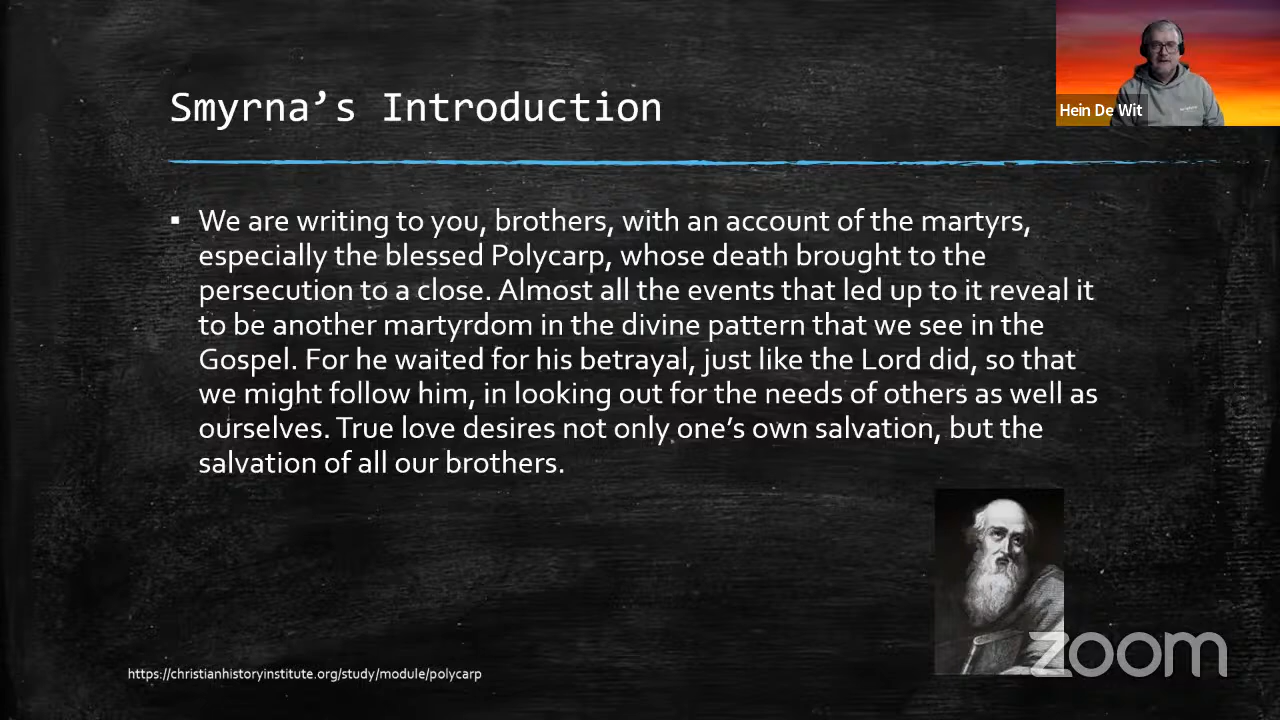 Smyrna’s Introduction
Hein De Wit
▪ We are writing to you, brothers, with an account of the martyrs,
especially the blessed Polycarp, whose death brought to the
persecution to a close. Almost all the events that led up to it reveal it
to be another martyrdom in the divine pattern that we see in the
Gospel. For he waited for his betrayal, just like the Lord did, so that
we might follow him, in looking out for the needs of others as well as
ourselves. True love desires not only one’s own salvation, but the
salvation of all our brothers.
https://christianhistoryinstitute.org/study/module/polycarp
zoom